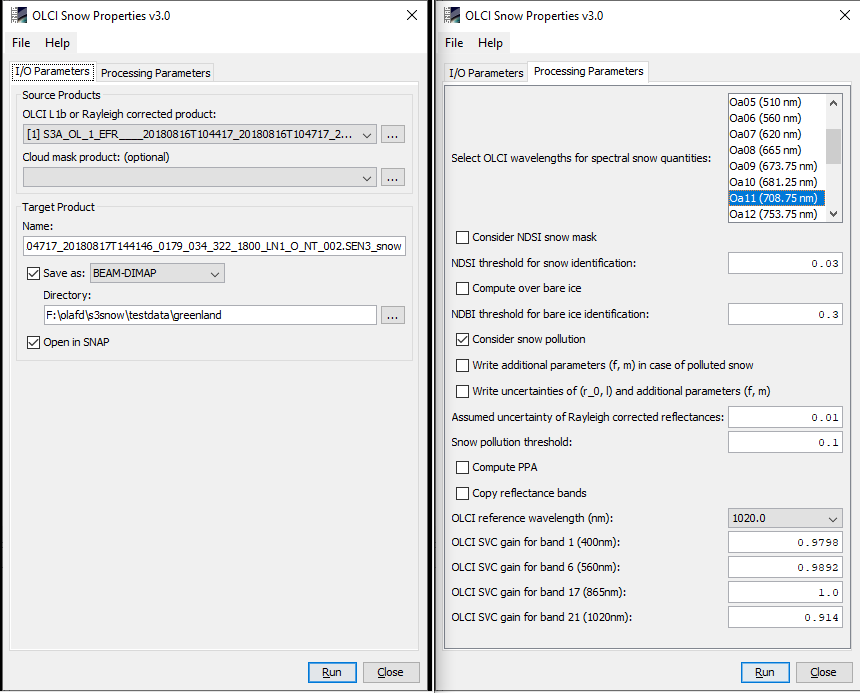 OLCI Snow Properties v3.0
File Help
I/O Parameters Processing Parameters
Source Products
OLCI L1b or Rayleigh corrected product:
[1] S3A_OL_1_EFR____20180816T104417_20180816T104717_2... ...
Cloud mask product: (optional)
...
Target Product
Name:
04717_20180817T144146_0179_034_322_1800_LN1_O_NT_002.SEN3_snow
Save as: BEAM-DIMAP
Directory:
F:\olafd\s3snow\testdata\greenland ...
Open in SNAP
Run Close
OLCI Snow Properties v3.0
File Help
I/O Parameters Processing Parameters
Select OLCI wavelengths for spectral snow quantities:
Oa05 (510 nm)
Oa06 (560 nm)
Oa07 (620 nm)
Oa08 (665 nm)
Oa09 (673.75 nm)
Oa10 (681.25 nm)
Oa11 (708.75 nm)
Oa12 (753.75 nm)
Consider NDSI snow mask
NDSI threshold for snow identification: 0.03
Compute over bare ice
NDBI threshold for bare ice identification: 0.3
Consider snow pollution
Write additional parameters (f, m) in case of polluted snow
Write uncertainties of (r_0, l) and additional parameters (f, m)
Assumed uncertainty of Rayleigh corrected reflectances: 0.01
Snow pollution threshold: 0.1
Compute PPA
Copy reflectance bands
OLCI reference wavelength (nm): 1020.0
OLCI SVC gain for band 1 (400nm): 0.9798
OLCI SVC gain for band 6 (560nm): 0.9892
OLCI SVC gain for band 17 (865nm): 1.0
OLCI SVC gain for band 21 (1020nm): 0.914
Run Close